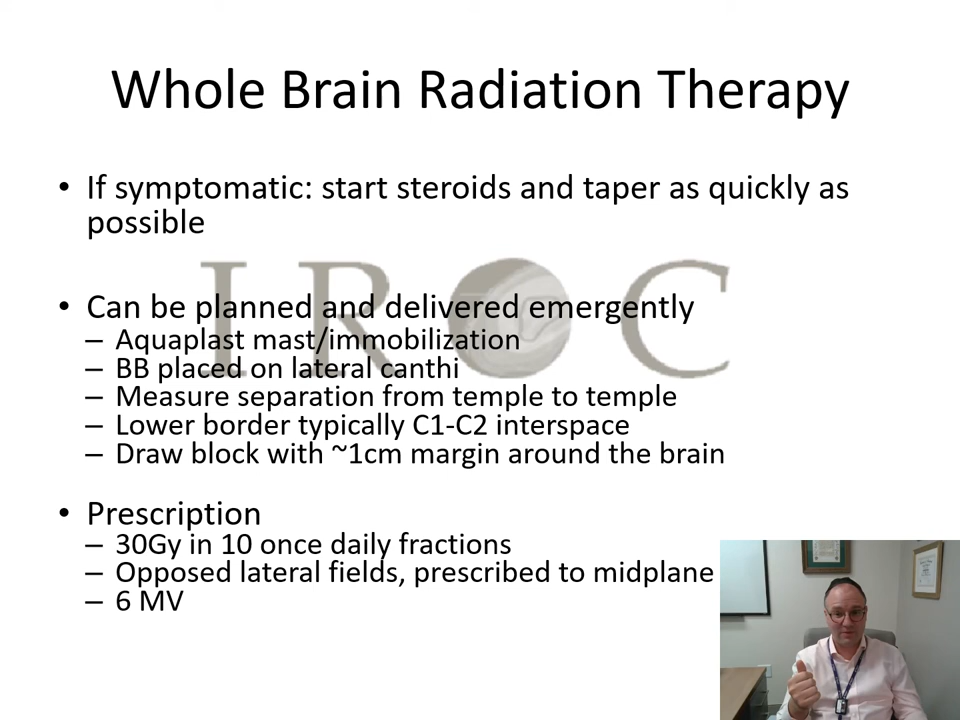 Whole Brain Radiation Therapy
• If symptomatic: start steroids and taper as quickly as
possible
IROC
• Can be planned and delivered emergently
– Aquaplast mast/immobilization
– BB placed on lateral canthi
– Measure separation from temple to temple
– Lower border typically C1-C2 interspace
– Draw block with ~1cm margin around the brain
• Prescription
– 30Gy in 10 once daily fractions
– Opposed lateral fields, prescribed to midplane
– 6 MV